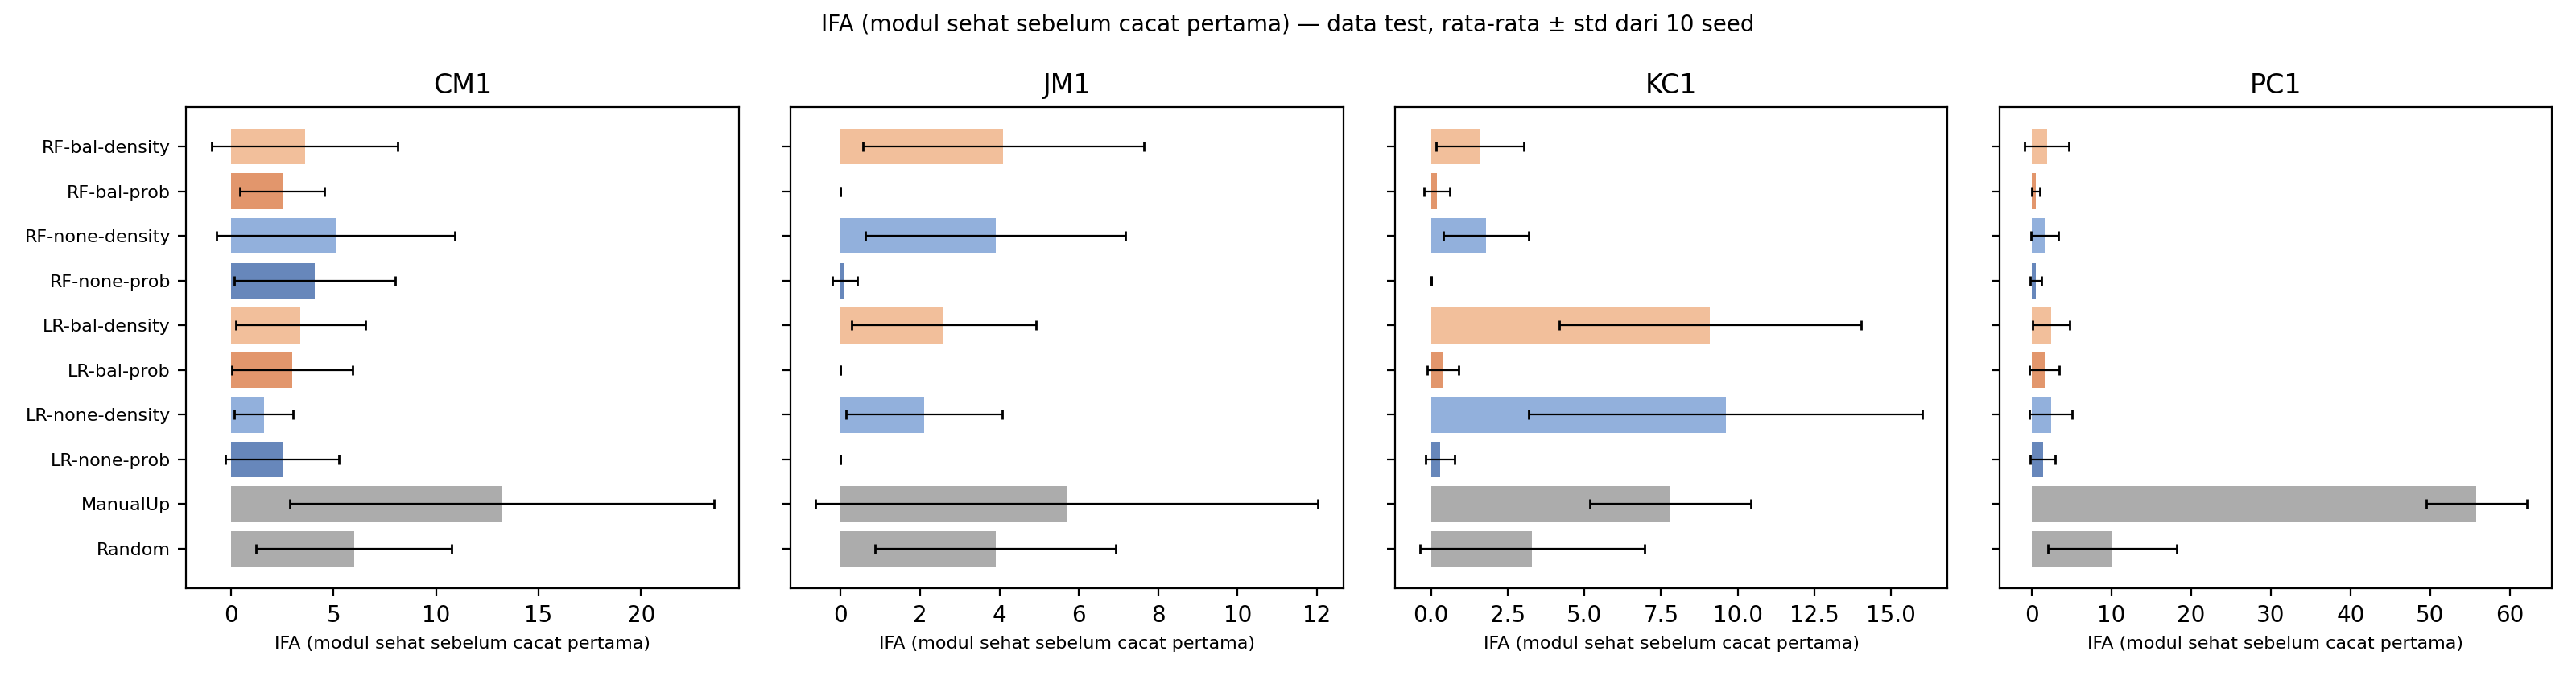 IFA (modul sehat sebelum cacat pertama) — data test, rata-rata ± std dari 10 seed
CM1
JM1
KC1
PC1
RF-bal-density
RF-bal-prob
RF-none-density
RF-none-prob
LR-bal-density
LR-bal-prob
LR-none-density
LR-none-prob
ManualUp
Random
0 5 10 15 20
0 2 4 6 8 10 12
0.0 2.5 5.0 7.5 10.0 12.5 15.0
0 10 20 30 40 50 60
IFA (modul sehat sebelum cacat pertama)
IFA (modul sehat sebelum cacat pertama)
IFA (modul sehat sebelum cacat pertama)
IFA (modul sehat sebelum cacat pertama)